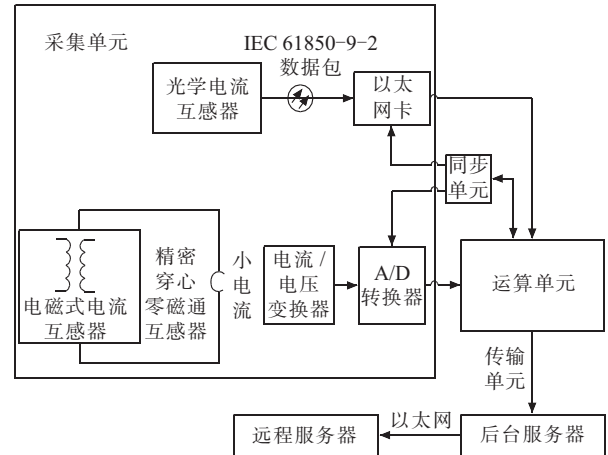 采集单元
IEC 61850-9-2
数据包
光学电流
互感器
以太
网卡
同步
单元
电磁式电流
互感器
精密
穿心
零磁通
互感器
小
电
流
电流 /
电压
变换器
A/D
转换器
运算单元
传输
单元
远程服务器
以太网
后台服务器